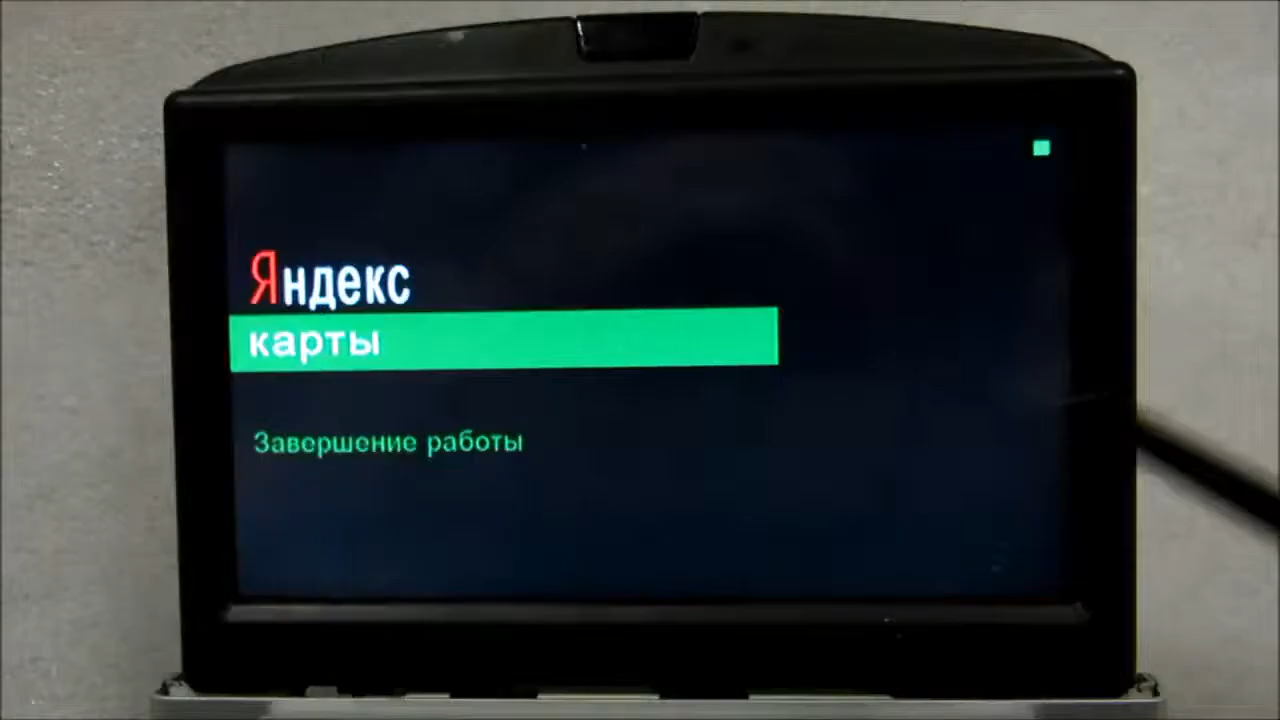 Яндекс
карты
Завершение работы